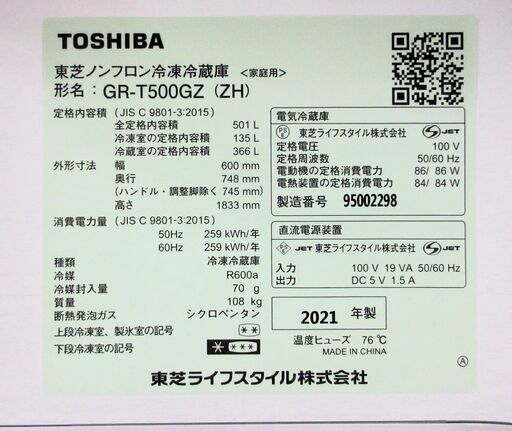 TOSHIBA
東芝ノンフロン冷凍冷蔵庫 <家庭用>
形名：GR-T500GZ (ZH)
定格内容積 (JIS C 9801-3:2015)
全定格内容積 501 L
冷凍室の定格内容積 135 L
冷蔵室の定格内容積 366 L
外形寸法 幅 600 mm
奥行 748 mm
(ハンドル・調整脚除く 745 mm)
高さ 1833 mm
消費電力量 (JIS C 9801-3:2015)
50Hz 259 kWh/年
60Hz 259 kWh/年
種類 冷凍冷蔵庫
冷媒 R600a
冷媒封入量 70 g
質量 108 kg
断熱発泡ガス シクロペンタン
上段冷凍室、製氷室の記号 **
下段冷凍室の記号 ****
電気冷蔵庫
PSE 東芝ライフスタイル株式会社 S JET
定格電圧 100 V
定格周波数 50/60 Hz
電動機の定格消費電力 86/ 86 W
電熱装置の定格消費電力 84/ 84 W
製造番号 95002298
直流電源装置
PSE JET 東芝ライフスタイル株式会社 S JET
入力 100 V 19 VA 50/60 Hz
出力 DC 5 V 1.5 A
2021 年製
温度ヒューズ 76℃
MADE IN CHINA
A
東芝ライフスタイル株式会社